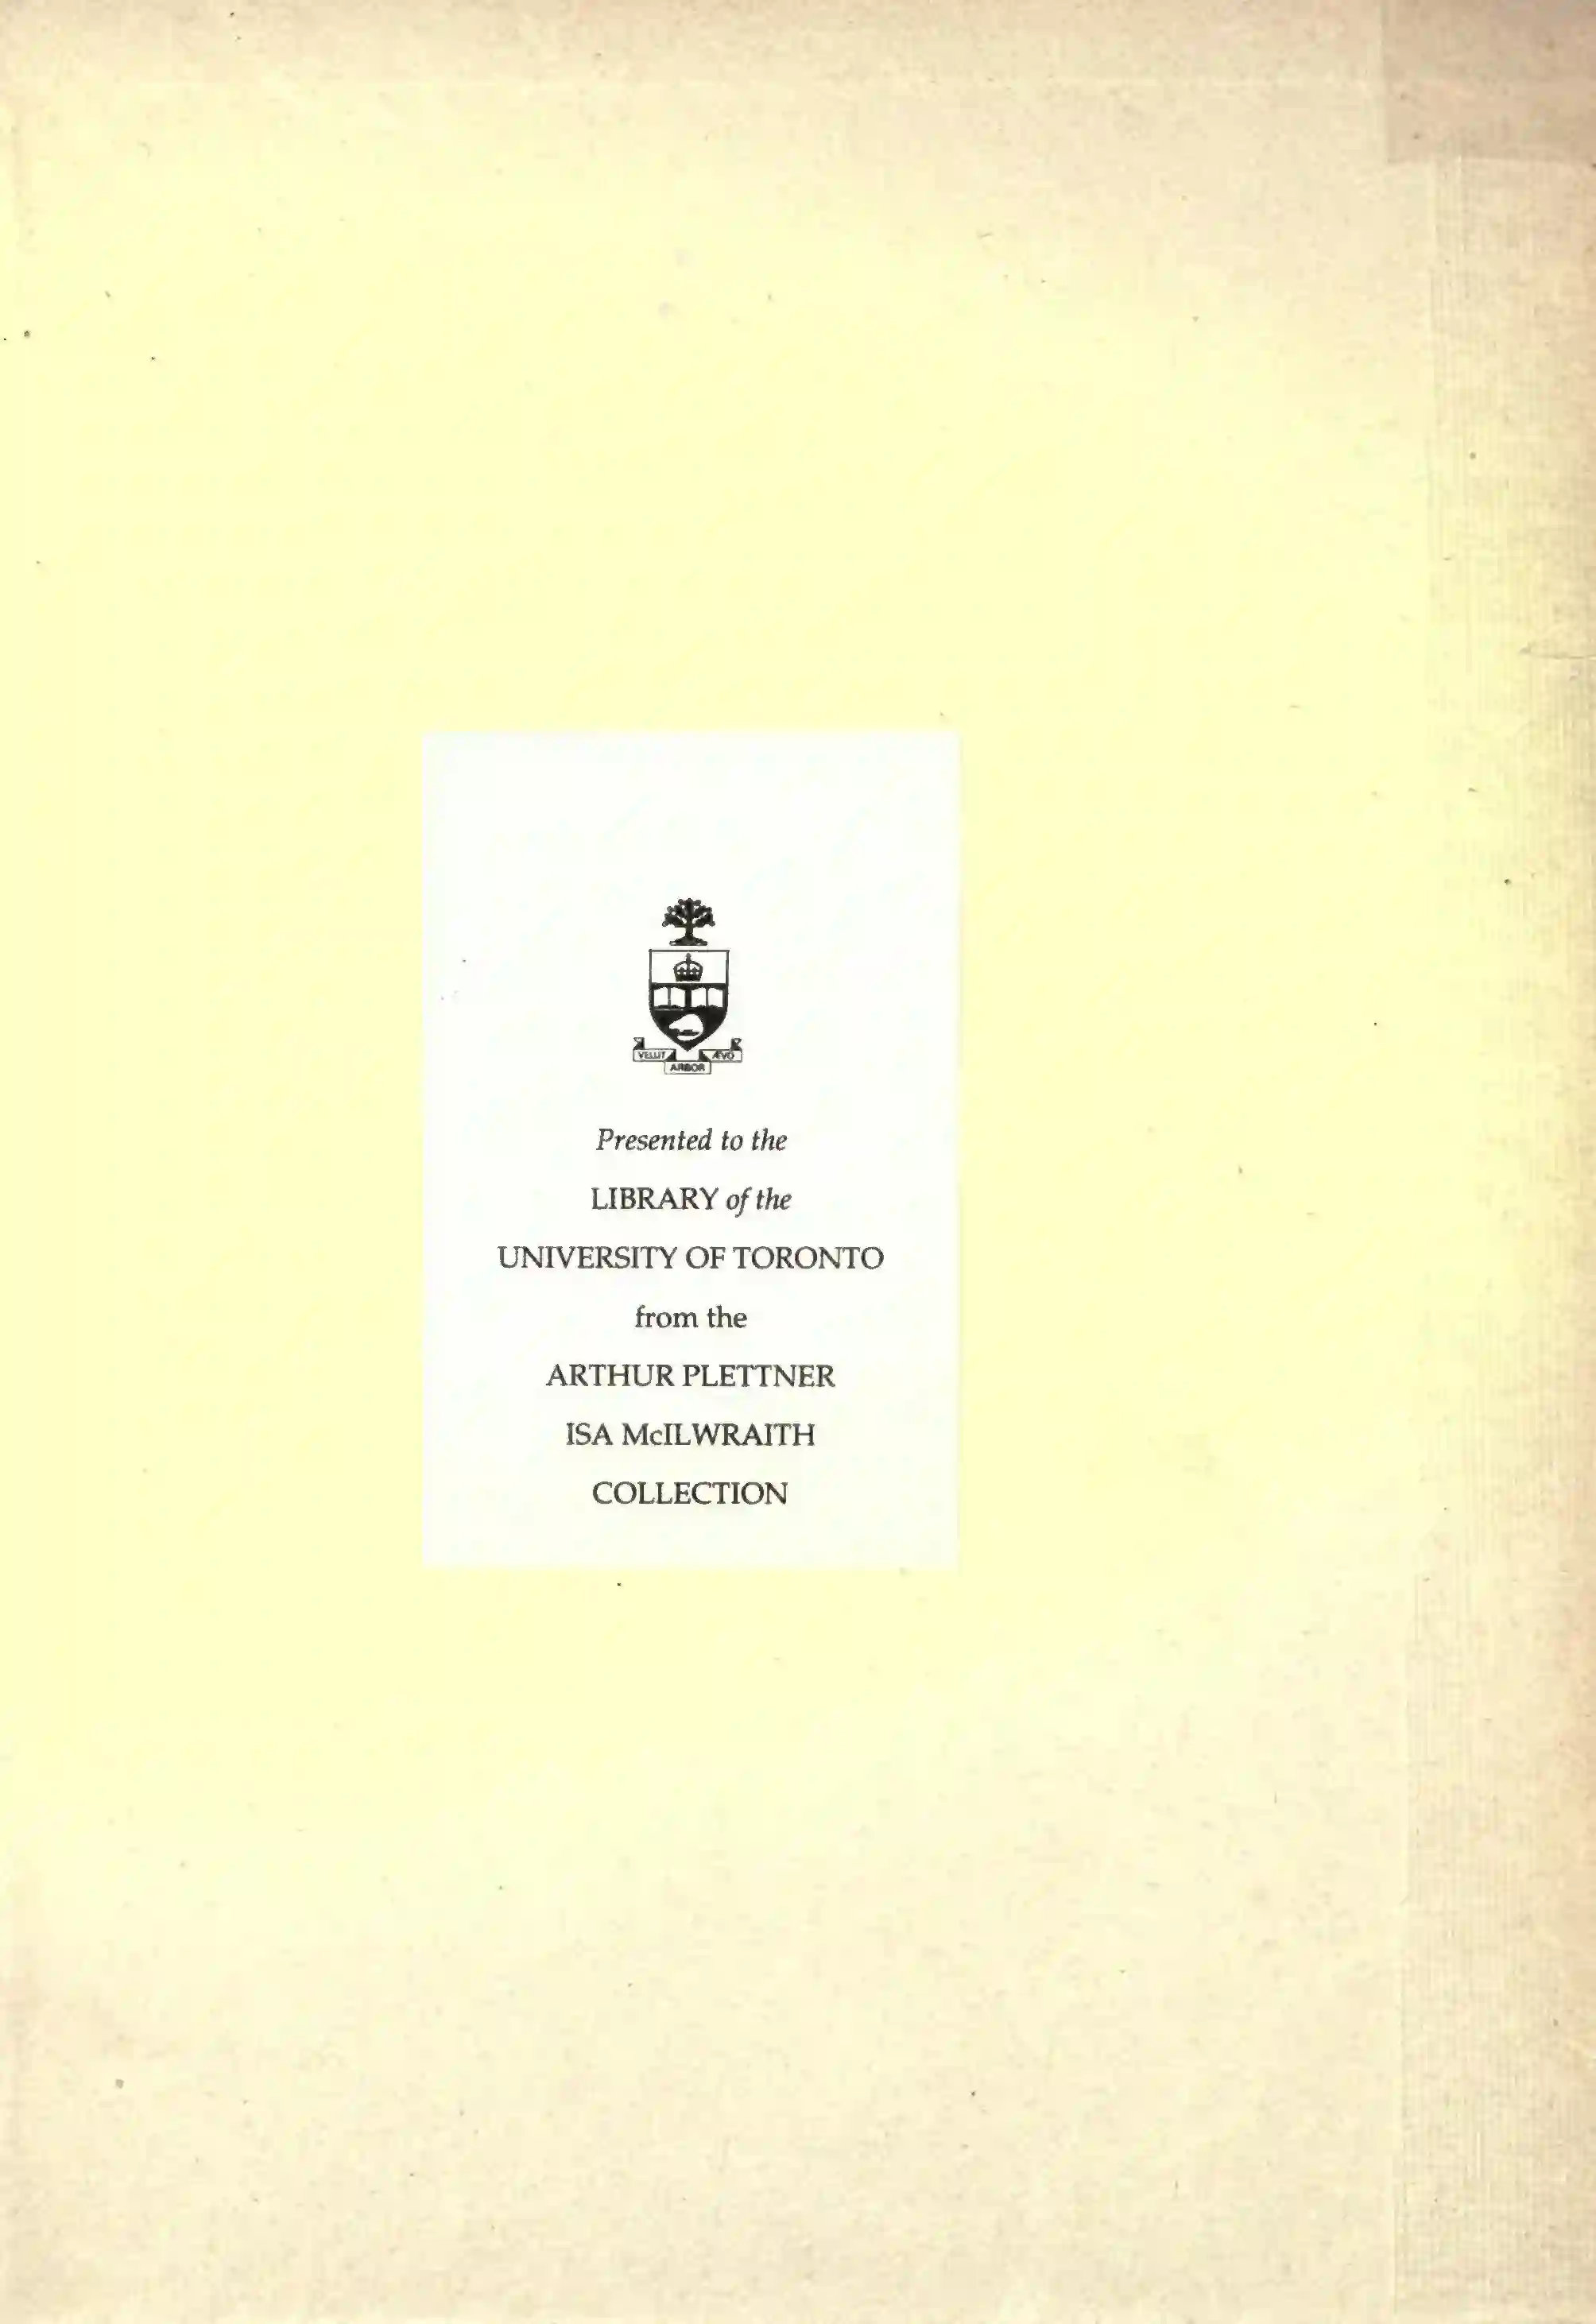 VELUT ÆVO
ARBOR
Presented to the
LIBRARY of the
UNIVERSITY OF TORONTO
from the
ARTHUR PLETTNER
ISA McILWRAITH
COLLECTION